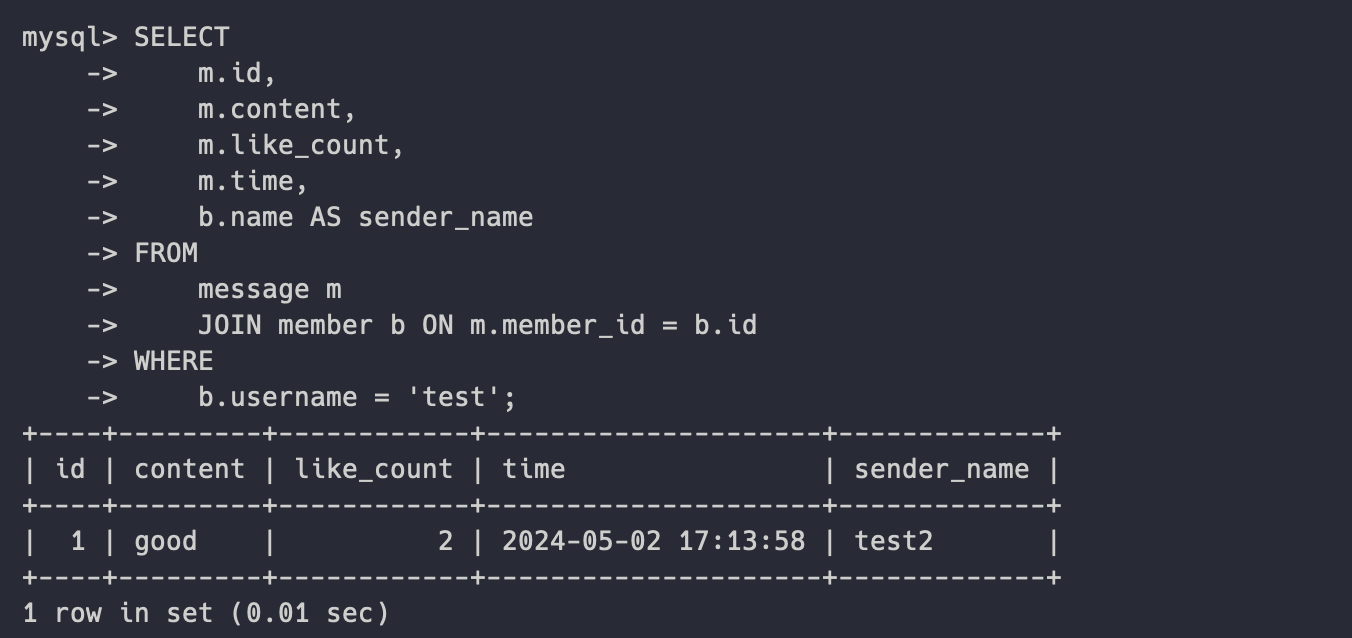 mysql> SELECT
    ->     m.id,
    ->     m.content,
    ->     m.like_count,
    ->     m.time,
    ->     b.name AS sender_name
    -> FROM
    ->     message m
    ->     JOIN member b ON m.member_id = b.id
    -> WHERE
    ->     b.username = 'test';
+----+---------+------------+---------------------+-------------+
| id | content | like_count | time                | sender_name |
+----+---------+------------+---------------------+-------------+
|  1 | good    |          2 | 2024-05-02 17:13:58 | test2       |
+----+---------+------------+---------------------+-------------+
1 row in set (0.01 sec)